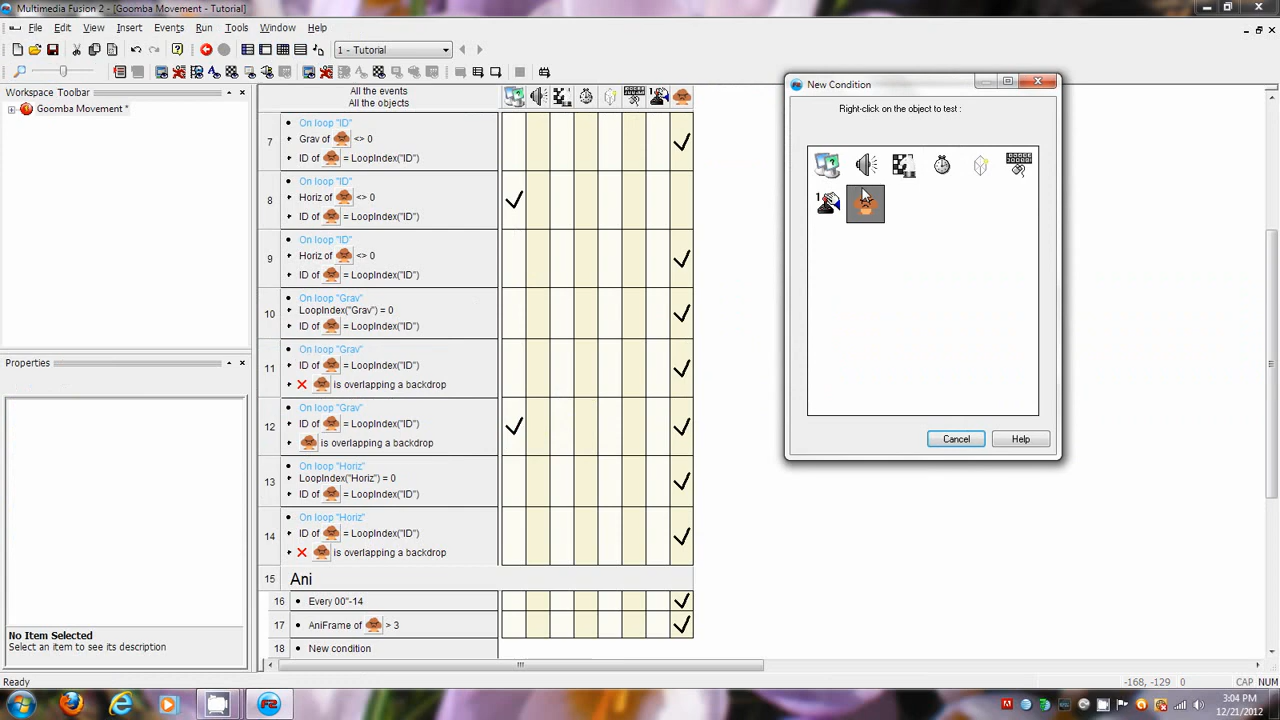 Multimedia Fusion 2 - [Goomba Movement - Tutorial]
File Edit View Insert Events Run Tools Window Help
1 - Tutorial
Workspace Toolbar
Goomba Movement *
All the events
All the objects
7
On loop "ID"
Grav of <> 0
ID of = LoopIndex("ID")
8
On loop "ID"
Horiz of <> 0
ID of = LoopIndex("ID")
9
On loop "ID"
Horiz of <> 0
ID of = LoopIndex("ID")
10
On loop "Grav"
LoopIndex("Grav") = 0
ID of = LoopIndex("ID")
11
On loop "Grav"
ID of = LoopIndex("ID")
is overlapping a backdrop
12
On loop "Grav"
ID of = LoopIndex("ID")
is overlapping a backdrop
13
On loop "Horiz"
LoopIndex("Horiz") = 0
ID of = LoopIndex("ID")
14
On loop "Horiz"
ID of = LoopIndex("ID")
is overlapping a backdrop
15 Ani
16 Every 00"-14
17 AniFrame of > 3
18 New condition
New Condition
Right-click on the object to test :
1
Cancel Help
Properties
No Item Selected
Select an item to see its description
Ready
-168, -129 0 CAP NUM
3:04 PM
12/21/2012